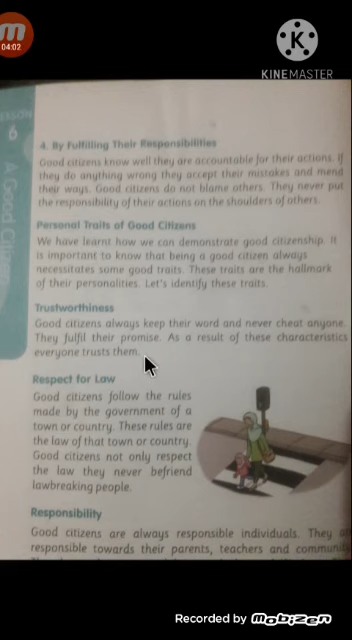 m
04:02
K
KINEMASTER
LESSON
6
A Good Citizen
4. By Fulfilling Their Responsibilities
Good citizens know well they are accountable for their actions. If
they do anything wrong they accept their mistakes and mend
their ways. Good citizens do not blame others. They never put
the responsibility of their actions on the shoulders of others.
Personal Traits of Good Citizens
We have learnt how we can demonstrate good citizenship. It
is important to know that being a good citizen always
necessitates some good traits. These traits are the hallmark
of their personalities. Let's identify these traits.
Trustworthiness
Good citizens always keep their word and never cheat anyone.
They fulfil their promise. As a result of these characteristics
everyone trusts them.
Respect for Law
Good citizens follow the rules
made by the government of a
town or country. These rules are
the law of that town or country.
Good citizens not only respect
the law they never befriend
lawbreaking people.
Responsibility
Good citizens are always responsible individuals. They
responsible towards their parents, teachers and
Recorded by mobizen